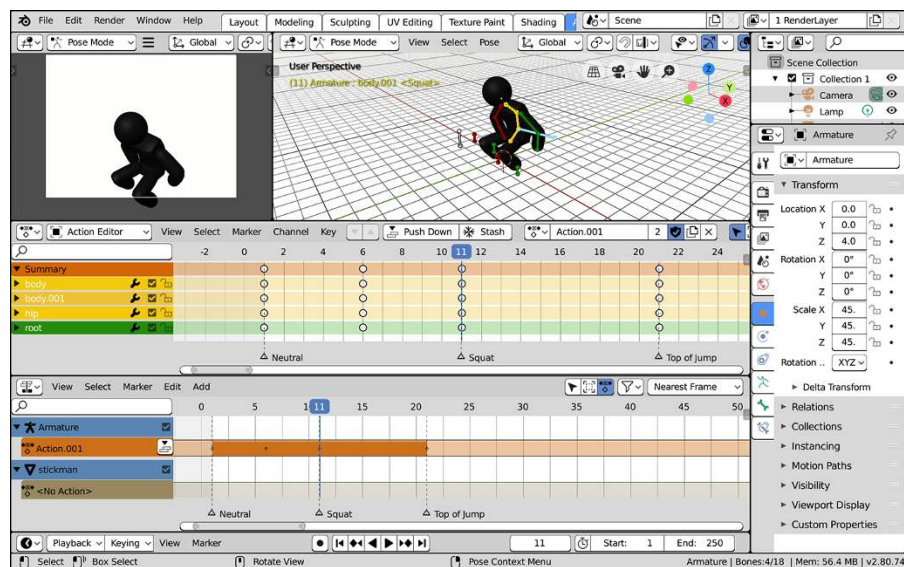 File Edit Render Window Help Layout Modeling Sculpting UV Editing Texture Paint Shading Scene 1 RenderLayer
Pose Mode Global Pose Mode View Select Pose Global
User Perspective
(11) Armature : body.001 <Squat>
Z
Y
X
Scene Collection
Collection 1
Camera
Lamp
Armature
Armature
Transform
Location X 0.0
Y 0.0
Z 4.0
Rotation X 0°
Y 0°
Z 0°
Scale X 45.
Y 45.
Z 45.
Rotation .. XYZ
Delta Transform
Relations
Collections
Instancing
Motion Paths
Visibility
Viewport Display
Custom Properties
Action Editor View Select Marker Channel Key Push Down Stash Action.001 2
-2 0 2 4 6 8 10 11 12 14 16 18 20 22 24
Summary
body
body.001
hip
root
Neutral Squat Top of Jump
View Select Marker Edit Add Nearest Frame
0 5 11 15 20 25 30 35 40 45 50
Armature
Action.001
stickman
<No Action>
Neutral Squat Top of Jump
Playback Keying View Marker 11 Start: 1 End: 250
Select Box Select Rotate View Pose Context Menu Armature | Bones:4/18 | Mem: 56.4 MB | v2.80.74